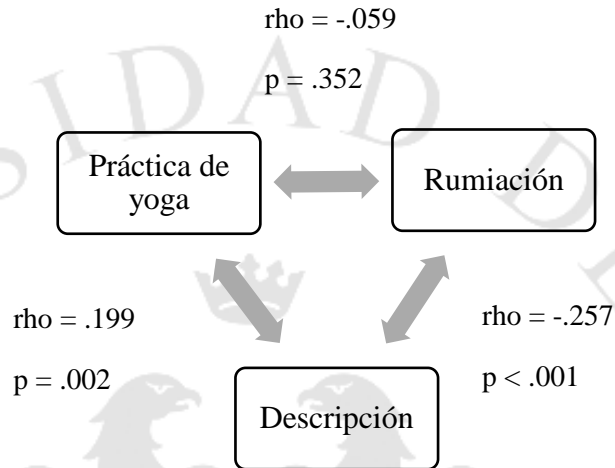 rho = -.059
p = .352
Práctica de
yoga
Rumiación
rho = .199
p = .002
rho = -.257
p < .001
Descripción